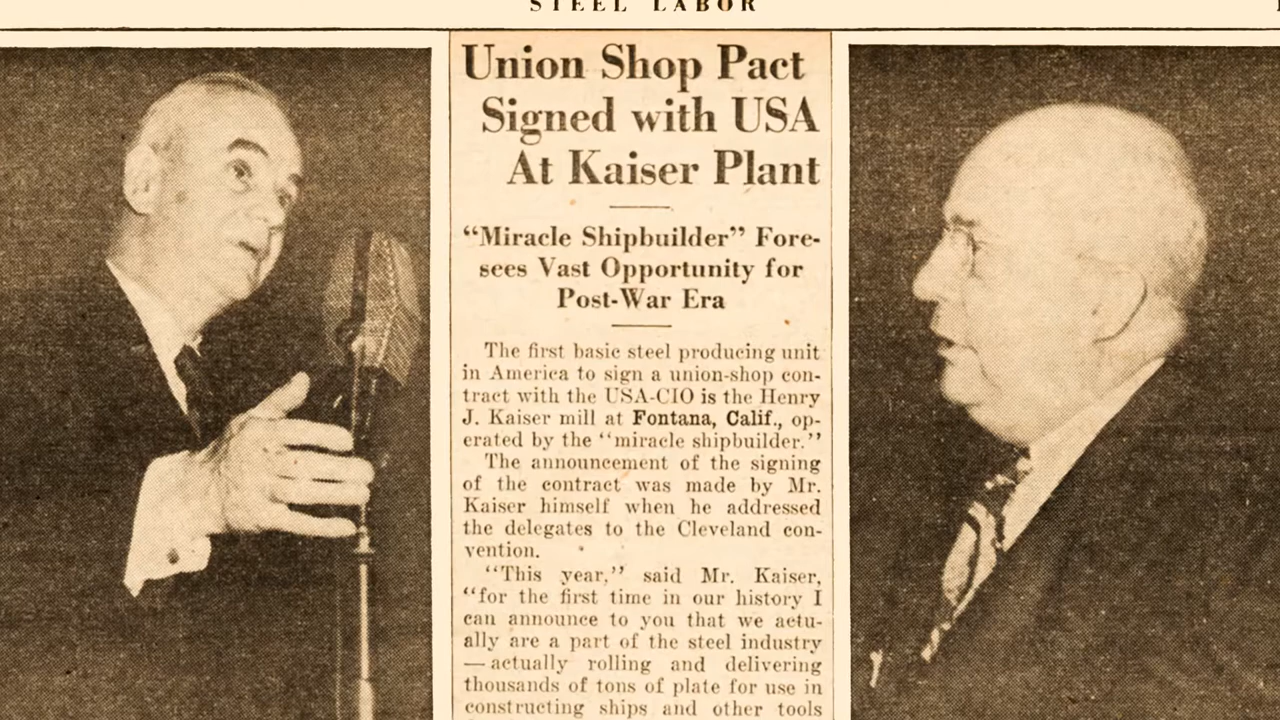 STEEL LABOR
Union Shop Pact
Signed with USA
At Kaiser Plant
“Miracle Shipbuilder” Fore-
sees Vast Opportunity for
Post-War Era
The first basic steel producing unit
in America to sign a union-shop con-
tract with the USA-CIO is the Henry
J. Kaiser mill at Fontana, Calif., op-
erated by the “miracle shipbuilder.”
The announcement of the signing
of the contract was made by Mr.
Kaiser himself when he addressed
the delegates to the Cleveland con-
vention.
“This year,” said Mr. Kaiser,
“for the first time in our history I
can announce to you that we actu-
ally are a part of the steel industry
—actually rolling and delivering
thousands of tons of plate for use in
constructing ships and other tools